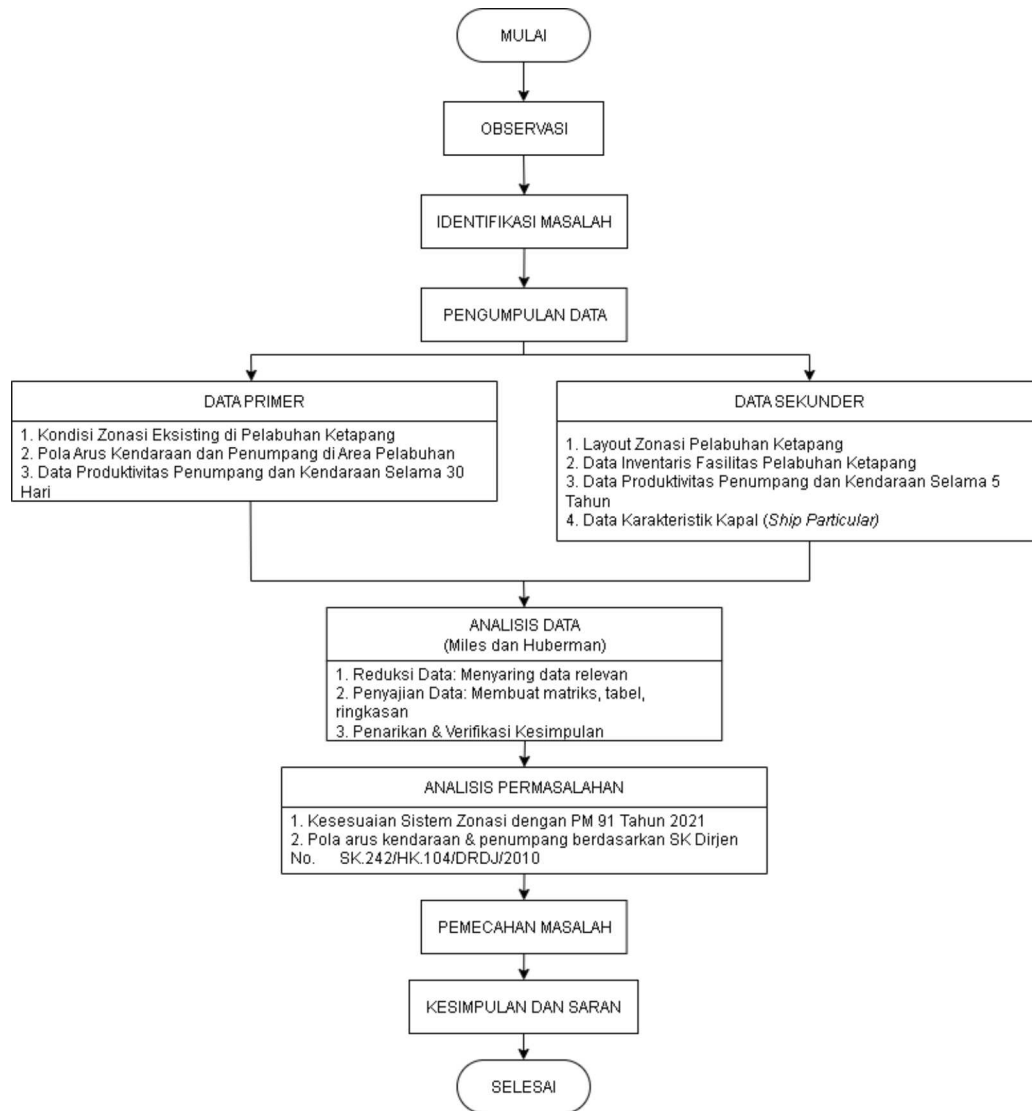 MULAI
OBSERVASI
IDENTIFIKASI MASALAH
PENGUMPULAN DATA
DATA PRIMER
1. Kondisi Zonasi Eksisting di Pelabuhan Ketapang
2. Pola Arus Kendaraan dan Penumpang di Area Pelabuhan
3. Data Produktivitas Penumpang dan Kendaraan Selama 30
Hari
DATA SEKUNDER
1. Layout Zonasi Pelabuhan Ketapang
2. Data Inventaris Fasilitas Pelabuhan Ketapang
3. Data Produktivitas Penumpang dan Kendaraan Selama 5
Tahun
4. Data Karakteristik Kapal (Ship Particular)
ANALISIS DATA
(Miles dan Huberman)
1. Reduksi Data: Menyaring data relevan
2. Penyajian Data: Membuat matriks, tabel,
ringkasan
3. Penarikan & Verifikasi Kesimpulan
ANALISIS PERMASALAHAN
1. Kesesuaian Sistem Zonasi dengan PM 91 Tahun 2021
2. Pola arus kendaraan & penumpang berdasarkan SK Dirjen
No. SK.242/HK.104/DRDJ/2010
PEMECAHAN MASALAH
KESIMPULAN DAN SARAN
SELESAI